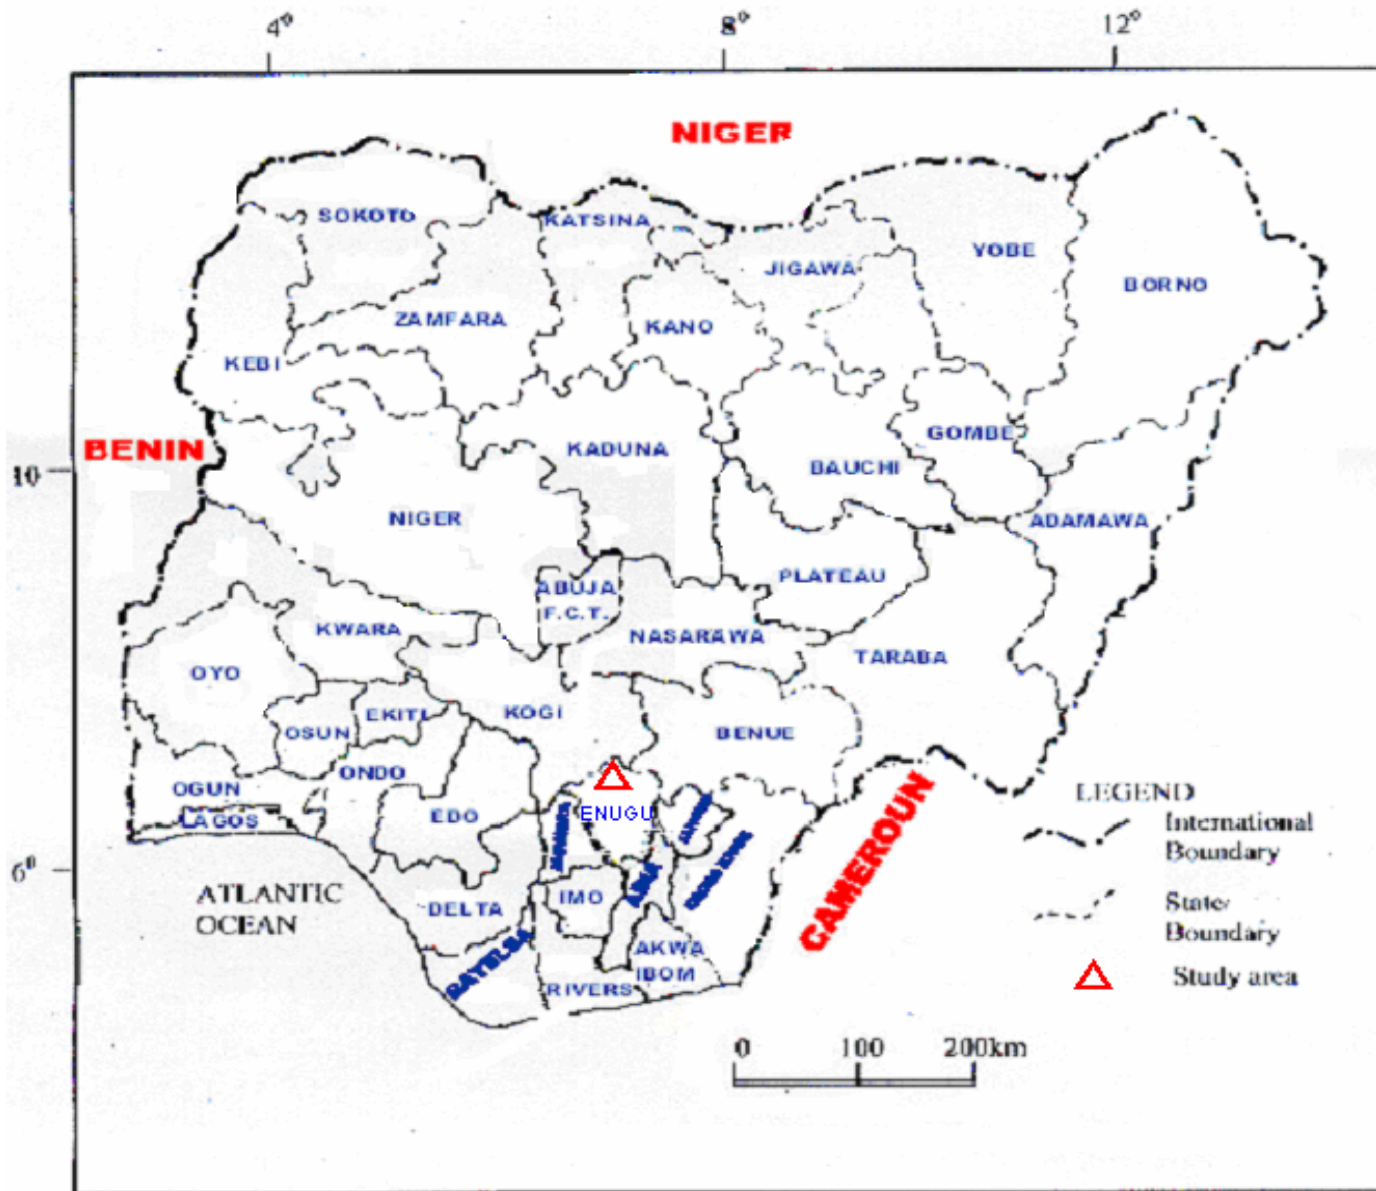 4° 8° 12°
NIGER
SOKOTO
KATSINA
JIGAWA
YOBE
BORNO
ZAMFARA
KANO
KEBI
BENIN
10
KADUNA
BAUCHI
GOMBE
NIGER
ADAMAWA
ABUJA
F.C.T.
PLATEAU
KWARA
NASARAWA
TARABA
OYO
KOGI
EKITI
OSUN
BENUE
ONDO
OGUN
LAGOS
EDO
ENUGU
6°
ATLANTIC
OCEAN
DELTA
IMO
ABIA
BAYELSA
RIVERS
AKWA
IBOM
CAMEROUN
LEGEND
International
Boundary
State
Boundary
Study area
0 100 200km